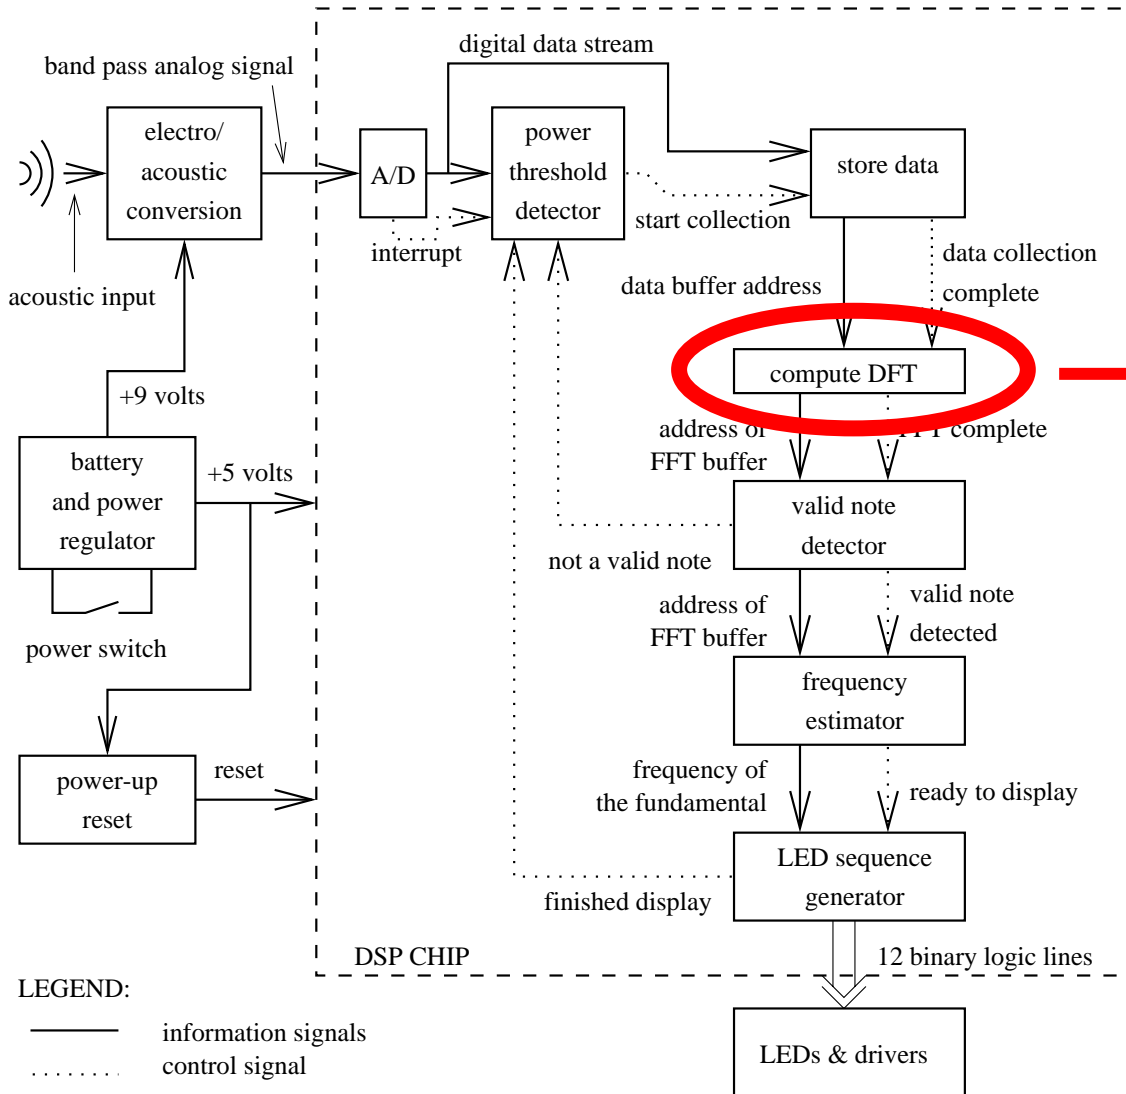 digital data stream
band pass analog signal
electro/
acoustic
conversion
A/D
power
threshold
detector
store data
start collection
interrupt
acoustic input
data buffer address
data collection
complete
compute DFT
+9 volts
address of
FFT buffer
FFT complete
battery
and power
regulator
+5 volts
valid note
detector
not a valid note
power switch
address of
FFT buffer
valid note
detected
frequency
estimator
power-up
reset
reset
frequency of
the fundamental
ready to display
LED sequence
generator
finished display
DSP CHIP
12 binary logic lines
LEGEND:
information signals
control signal
LEDs & drivers